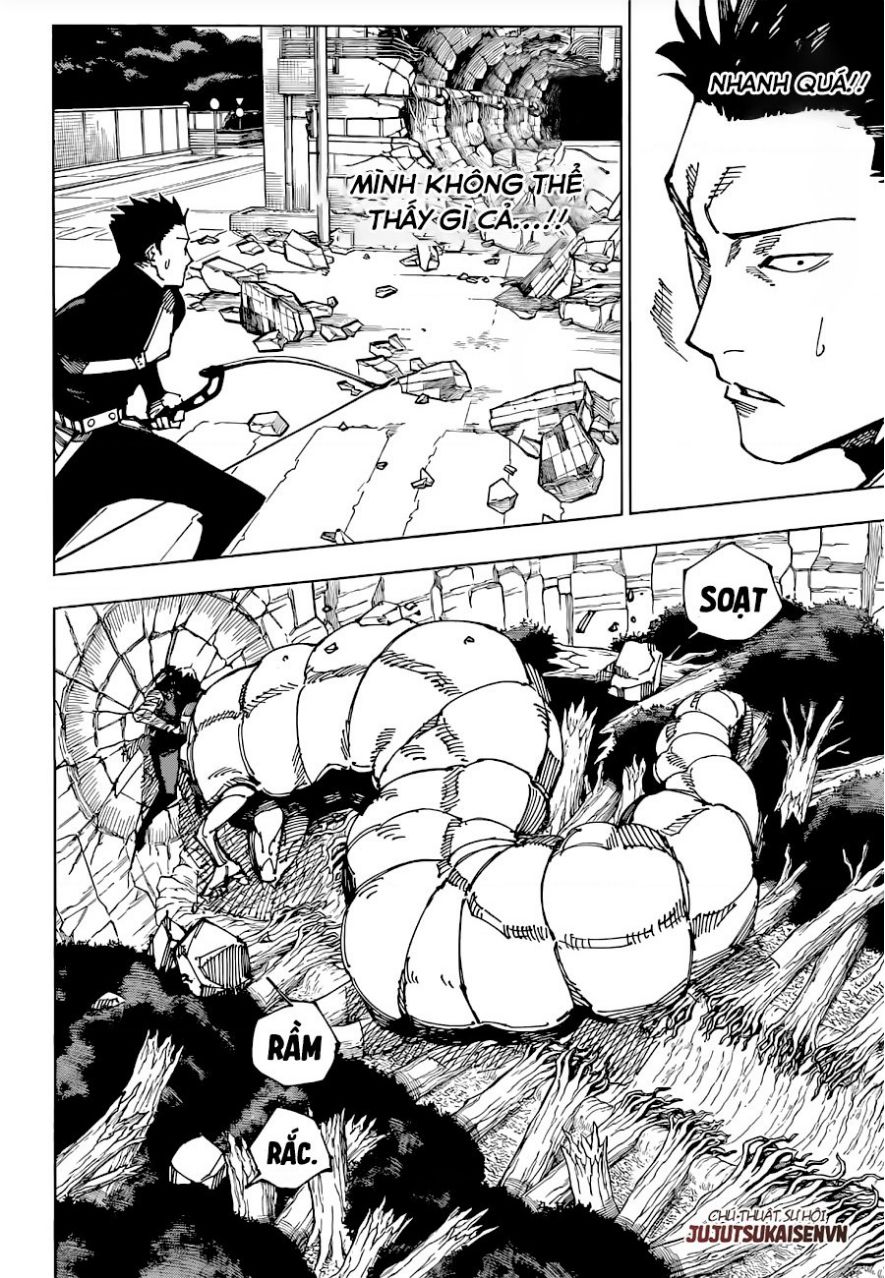 NHANH QUÁ!!
MÌNH KHÔNG THỂ
THẤY GÌ CẢ...!!
SOẠT
RẦM
RẮC.
CHÚ THUẬT SƯ HỘI
JUJUTSUKAISENVN